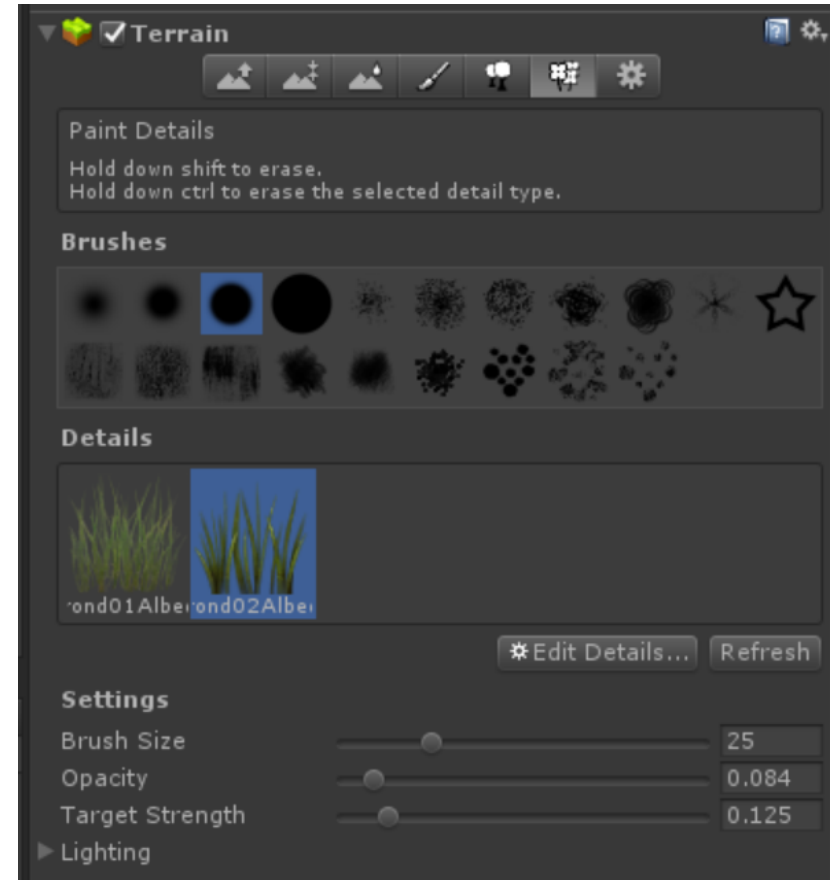 Terrain
Paint Details
Hold down shift to erase.
Hold down ctrl to erase the selected detail type.
Brushes
Details
rond01Albe rond02Albe
Edit Details... Refresh
Settings
Brush Size 25
Opacity 0.084
Target Strength 0.125
Lighting